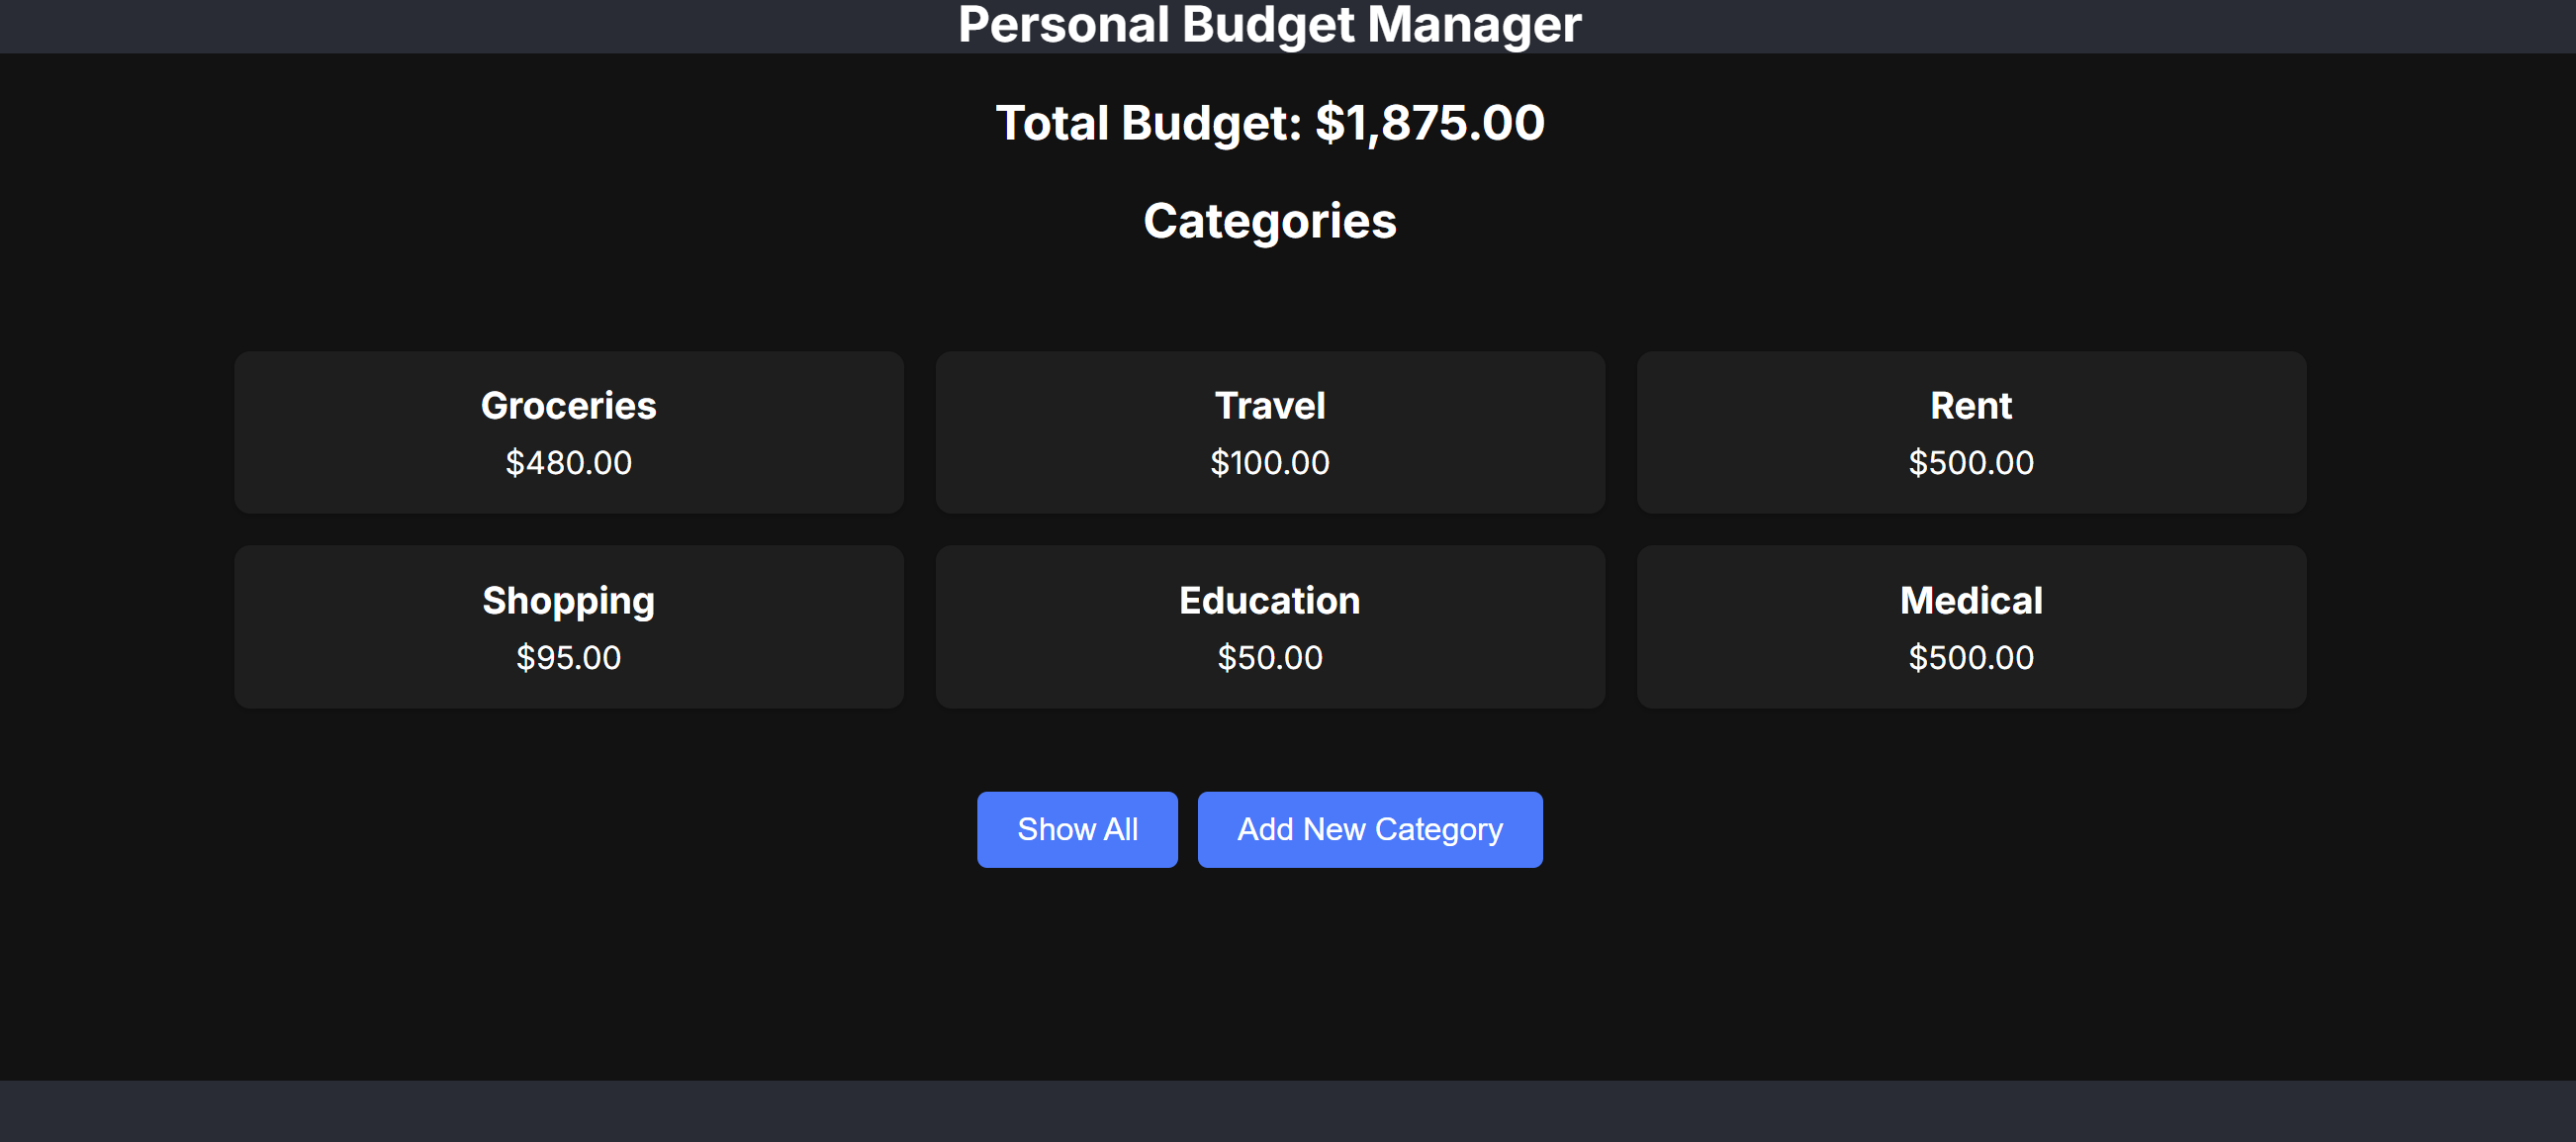 Personal Budget Manager
Total Budget: $1,875.00
Categories
Groceries
$480.00
Travel
$100.00
Rent
$500.00
Shopping
$95.00
Education
$50.00
Medical
$500.00
Show All
Add New Category